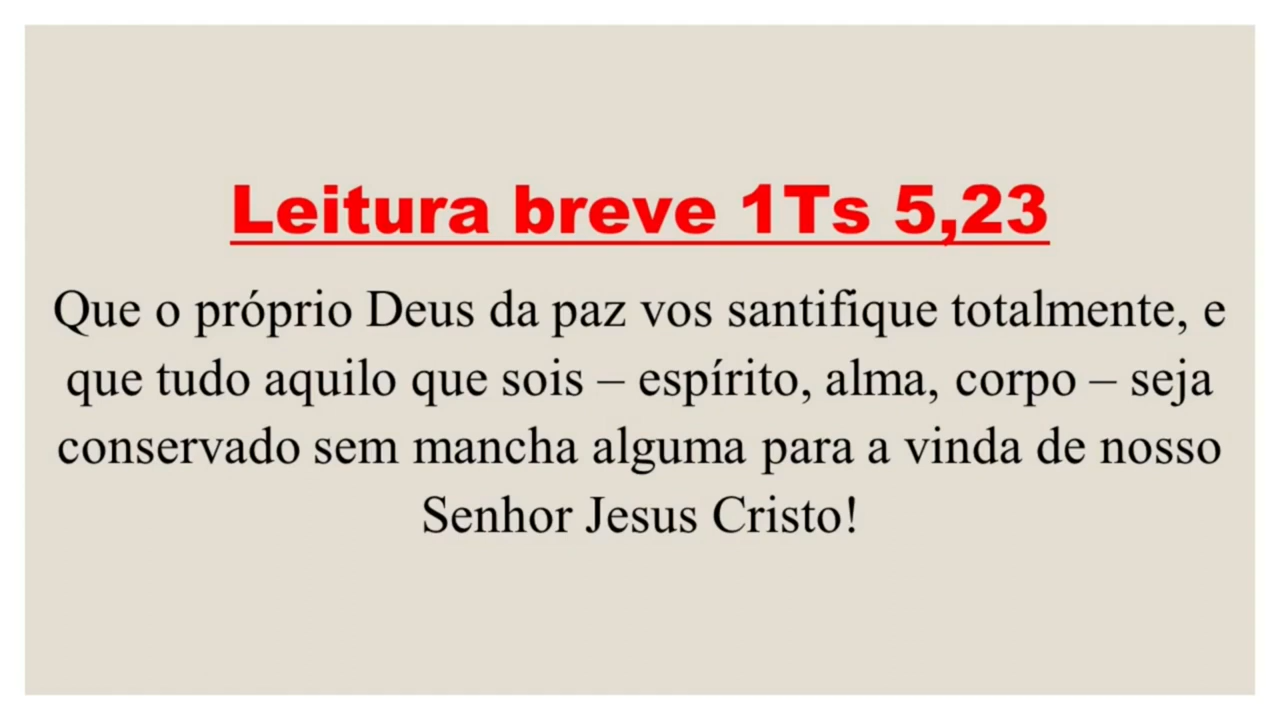 Leitura breve 1Ts 5,23
Que o próprio Deus da paz vos santifique totalmente, e
que tudo aquilo que sois – espírito, alma, corpo – seja
conservado sem mancha alguma para a vinda de nosso
Senhor Jesus Cristo!